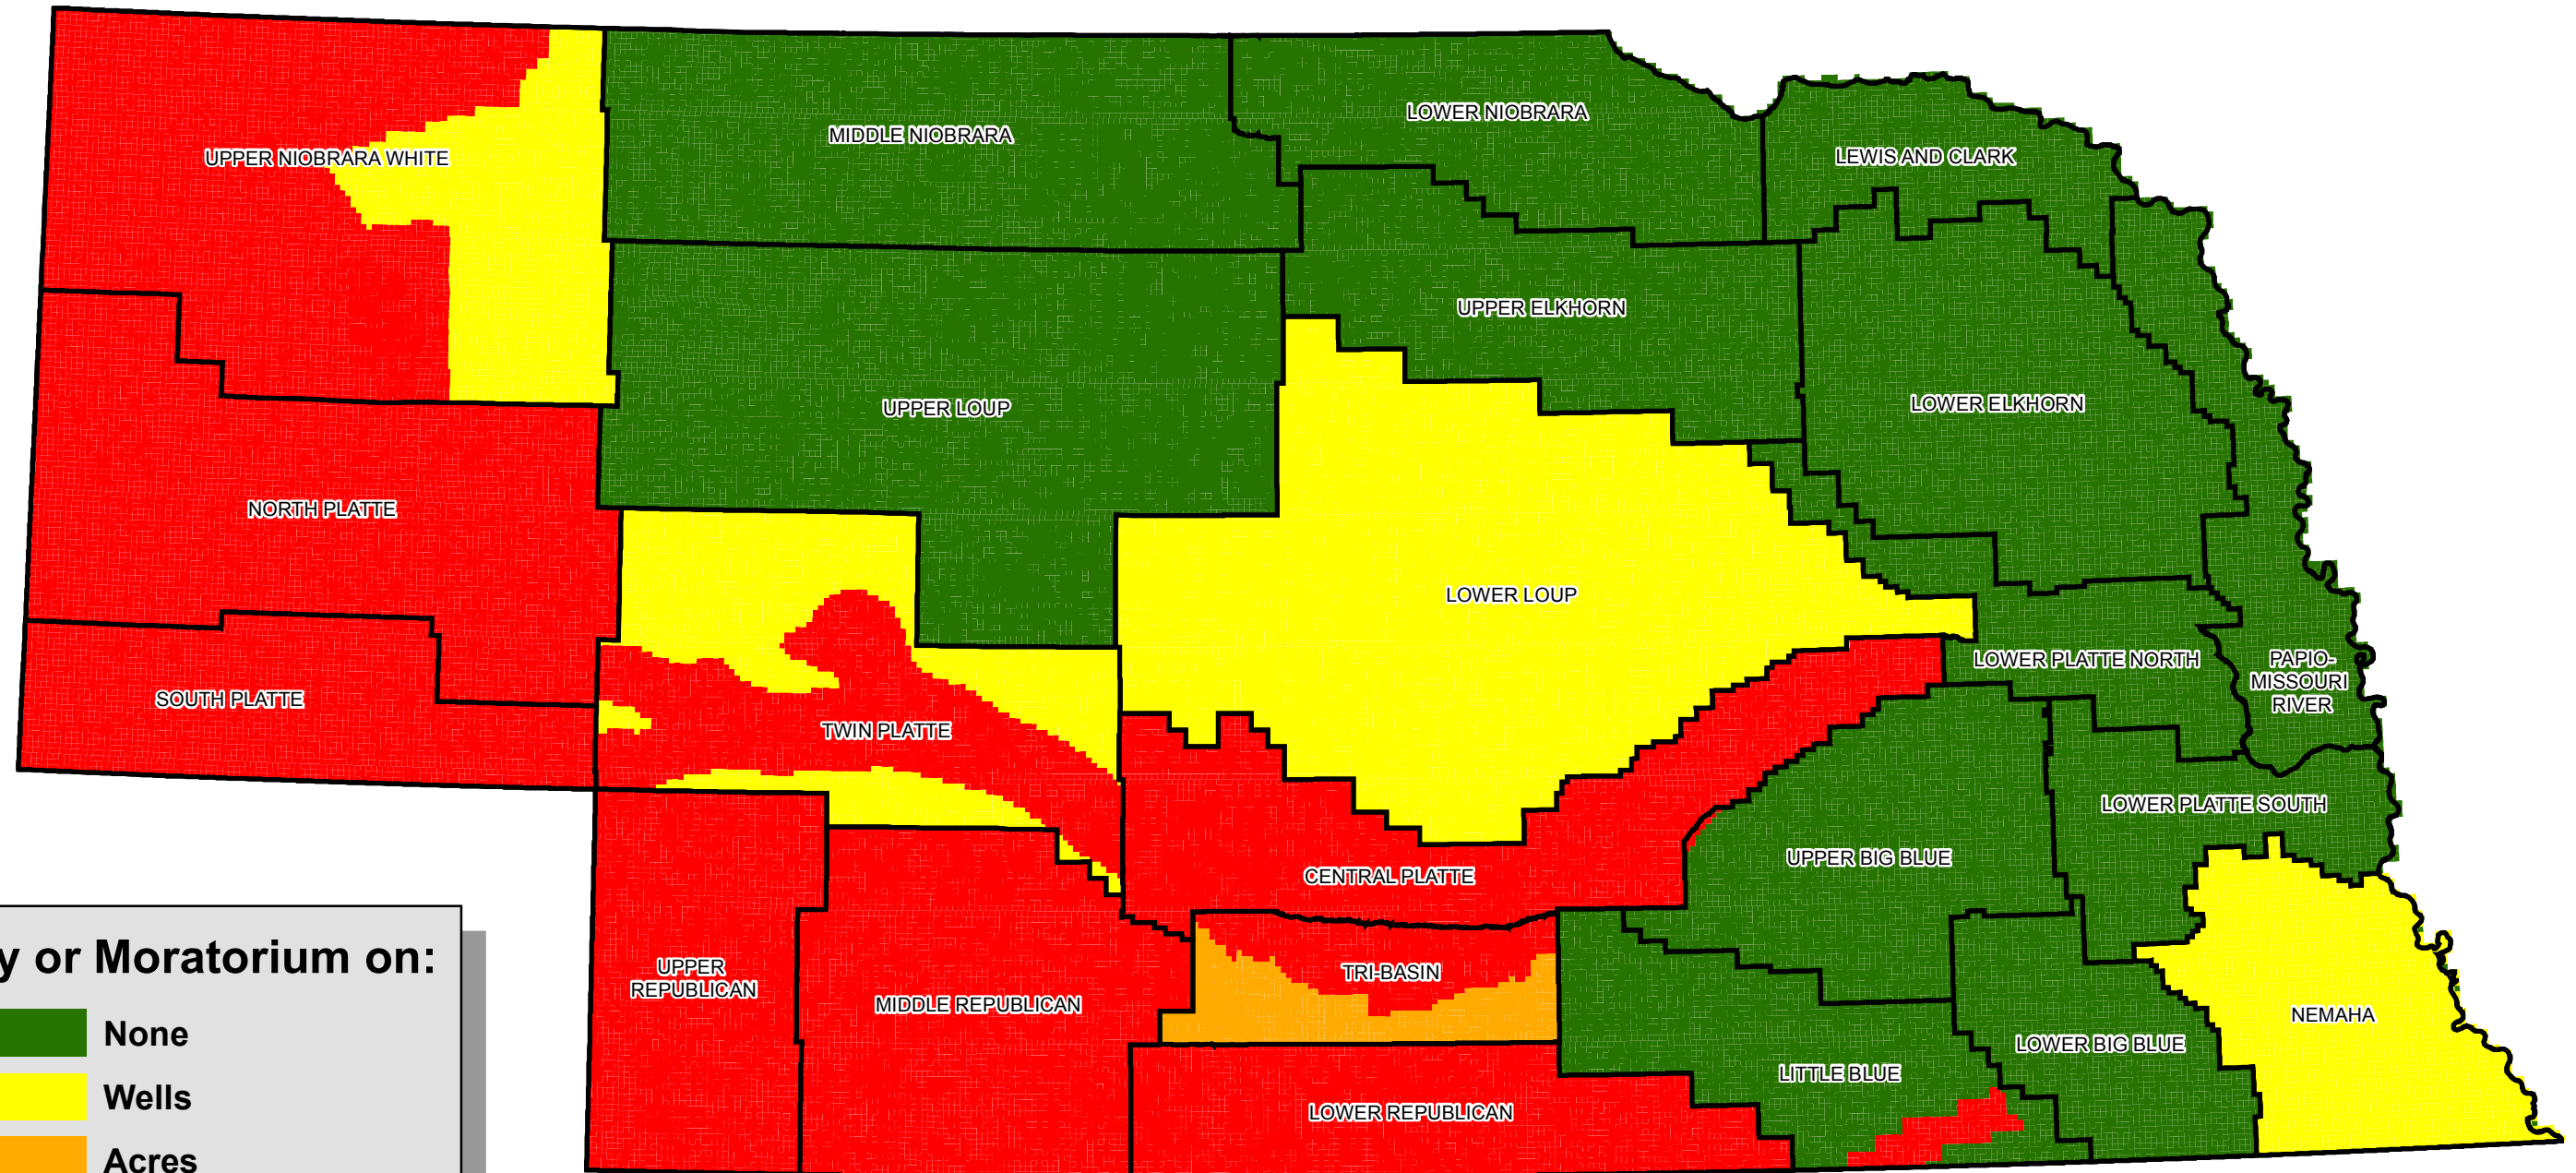 LOWER NIOBRARA
MIDDLE NIOBRARA
UPPER NIOBRARA WHITE
LEWIS AND CLARK
UPPER ELKHORN
UPPER LOUP
LOWER ELKHORN
NORTH PLATTE
LOWER LOUP
SOUTH PLATTE
TWIN PLATTE
LOWER PLATTE NORTH
PAPIO-
MISSOURI
RIVER
LOWER PLATTE SOUTH
UPPER BIG BLUE
CENTRAL PLATTE
UPPER
REPUBLICAN
MIDDLE REPUBLICAN
TRI-BASIN
NEMAHA
LOWER BIG BLUE
LITTLE BLUE
LOWER REPUBLICAN
y or Moratorium on:
None
Wells
Acres